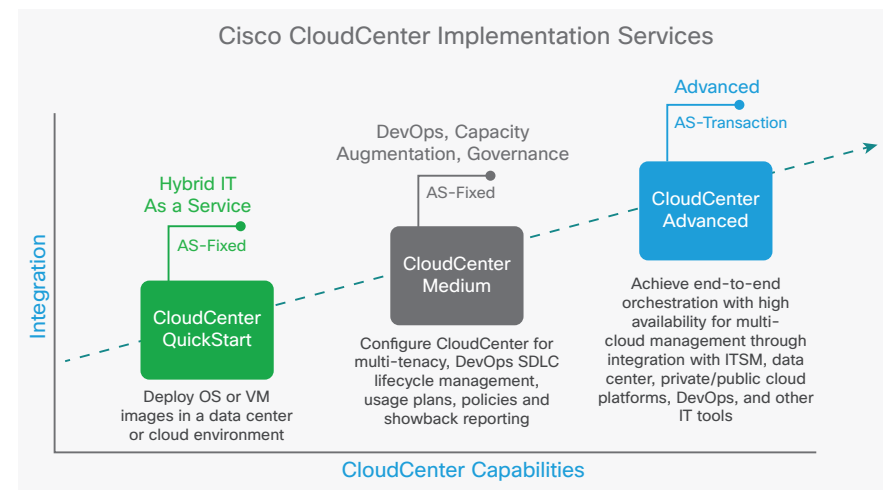 Cisco CloudCenter Implementation Services
Integration
Hybrid IT
As a Service
AS-Fixed
CloudCenter
QuickStart
Deploy OS or VM
images in a data center
or cloud environment
DevOps, Capacity
Augmentation, Governance
AS-Fixed
CloudCenter
Medium
Configure CloudCenter for
multi-tenacy, DevOps SDLC
lifecycle management,
usage plans, policies and
showback reporting
Advanced
AS-Transaction
CloudCenter
Advanced
Achieve end-to-end
orchestration with high
availability for multi-
cloud management through
integration with ITSM, data
center, private/public cloud
platforms, DevOps, and other
IT tools
CloudCenter Capabilities